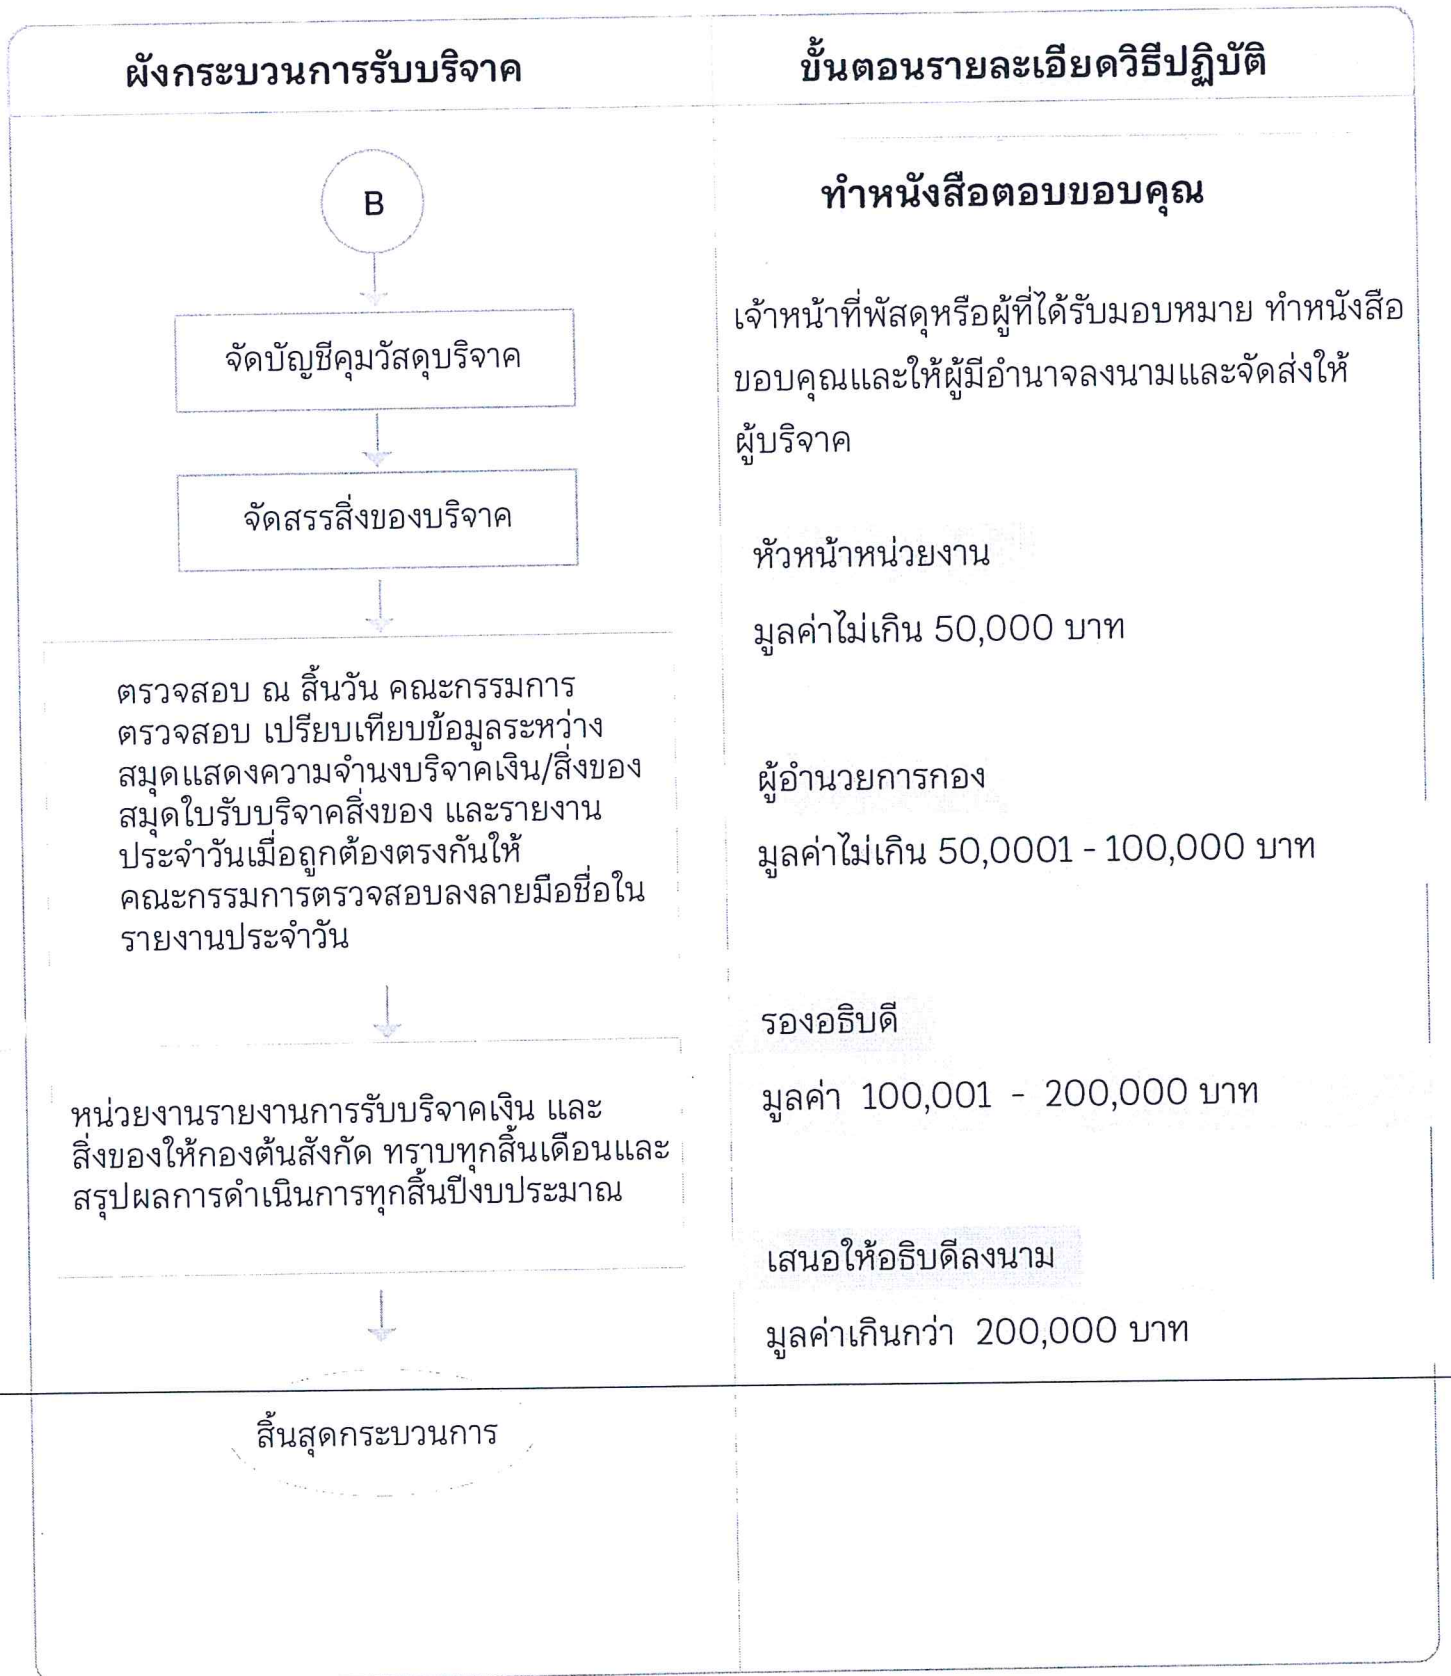 ผังกระบวนการรับบริจาค
ขั้นตอนรายละเอียดวิธีปฏิบัติ
B
จัดบัญชีคุมวัสดุบริจาค
จัดสรรสิ่งของบริจาค
ตรวจสอบ ณ สิ้นวัน คณะกรรมการ
ตรวจสอบ เปรียบเทียบข้อมูลระหว่าง
สมุดแสดงความจำนงบริจาคเงิน/สิ่งของ
สมุดใบรับบริจาคสิ่งของ และรายงาน
ประจำวันเมื่อถูกต้องตรงกันให้
คณะกรรมการตรวจสอบลงลายมือชื่อใน
รายงานประจำวัน
หน่วยงานรายงานการรับบริจาคเงิน และ
สิ่งของให้กองต้นสังกัด ทราบทุกสิ้นเดือนและ
สรุปผลการดำเนินการทุกสิ้นปีงบประมาณ
สิ้นสุดกระบวนการ
ทำหนังสือตอบขอบคุณ
เจ้าหน้าที่พัสดุหรือผู้ที่ได้รับมอบหมาย ทำหนังสือ
ขอบคุณและให้ผู้มีอำนาจลงนามและจัดส่งให้
ผู้บริจาค
หัวหน้าหน่วยงาน
มูลค่าไม่เกิน 50,000 บาท
ผู้อำนวยการกอง
มูลค่าไม่เกิน 50,0001 - 100,000 บาท
รองอธิบดี
มูลค่า 100,001 - 200,000 บาท
เสนอให้อธิบดีลงนาม
มูลค่าเกินกว่า 200,000 บาท